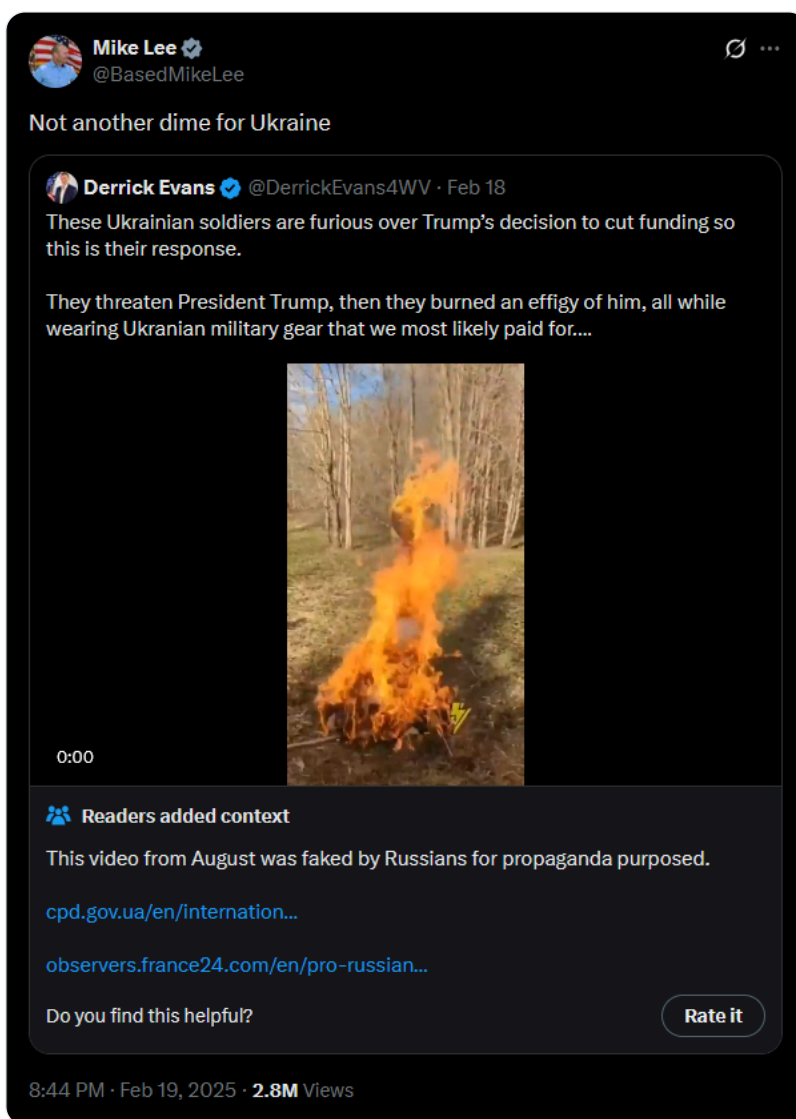 Mike Lee
@BasedMikeLee
Not another dime for Ukraine
Derrick Evans @DerrickEvans4WV · Feb 18
These Ukrainian soldiers are furious over Trump's decision to cut funding so
this is their response.
They threaten President Trump, then they burned an effigy of him, all while
wearing Ukranian military gear that we most likely paid for....
0:00
Readers added context
This video from August was faked by Russians for propaganda purposed.
cpd.gov.ua/en/internation...
observers.france24.com/en/pro-russian...
Do you find this helpful?
Rate it
8:44 PM · Feb 19, 2025 · 2.8M Views